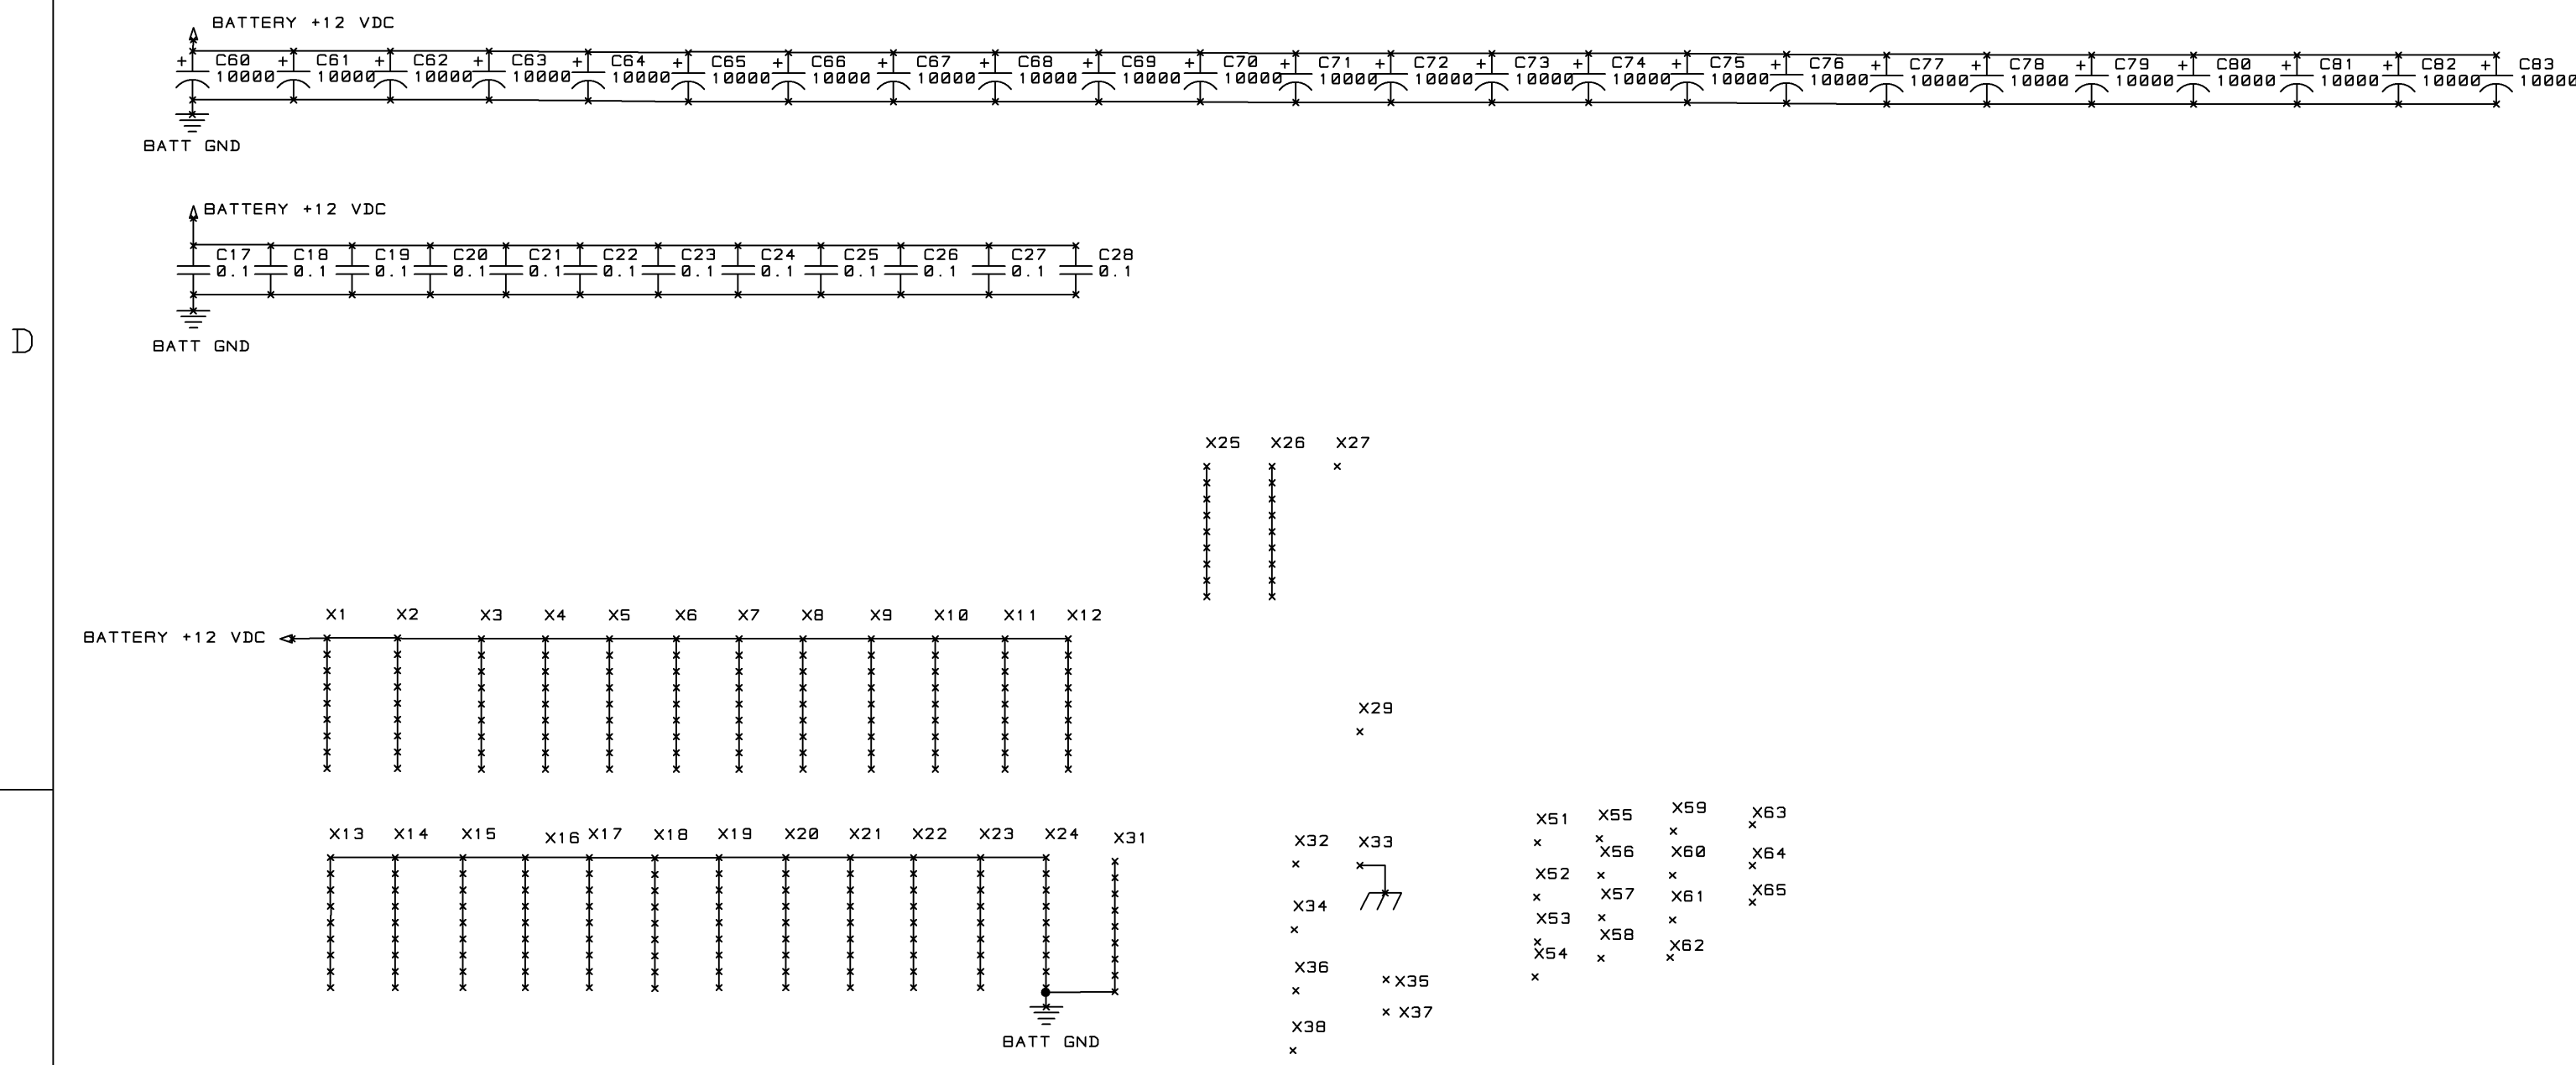 BATTERY +12 VDC
+ C60 + C61 + C62 + C63 + C64 + C65 + C66 + C67 + C68 + C69 + C70 + C71 + C72 + C73 + C74 + C75 + C76 + C77 + C78 + C79 + C80 + C81 + C82 + C83
10000 10000 10000 10000 10000 10000 10000 10000 10000 10000 10000 10000 10000 10000 10000 10000 10000 10000 10000 10000 10000 10000 10000 10000
BATT GND
BATTERY +12 VDC
C17 C18 C19 C20 C21 C22 C23 C24 C25 C26 C27 C28
0.1 0.1 0.1 0.1 0.1 0.1 0.1 0.1 0.1 0.1 0.1 0.1
D
BATT GND
X25 X26 X27
X1 X2 X3 X4 X5 X6 X7 X8 X9 X10 X11 X12
BATTERY +12 VDC
X29
X13 X14 X15 X16 X17 X18 X19 X20 X21 X22 X23 X24 X31
X32 X33
X34
X36
X35
X37
X38
X51 X55 X59 X63
X56 X60 X64
X52 X57 X61 X65
X53 X58 X62
X54
BATT GND